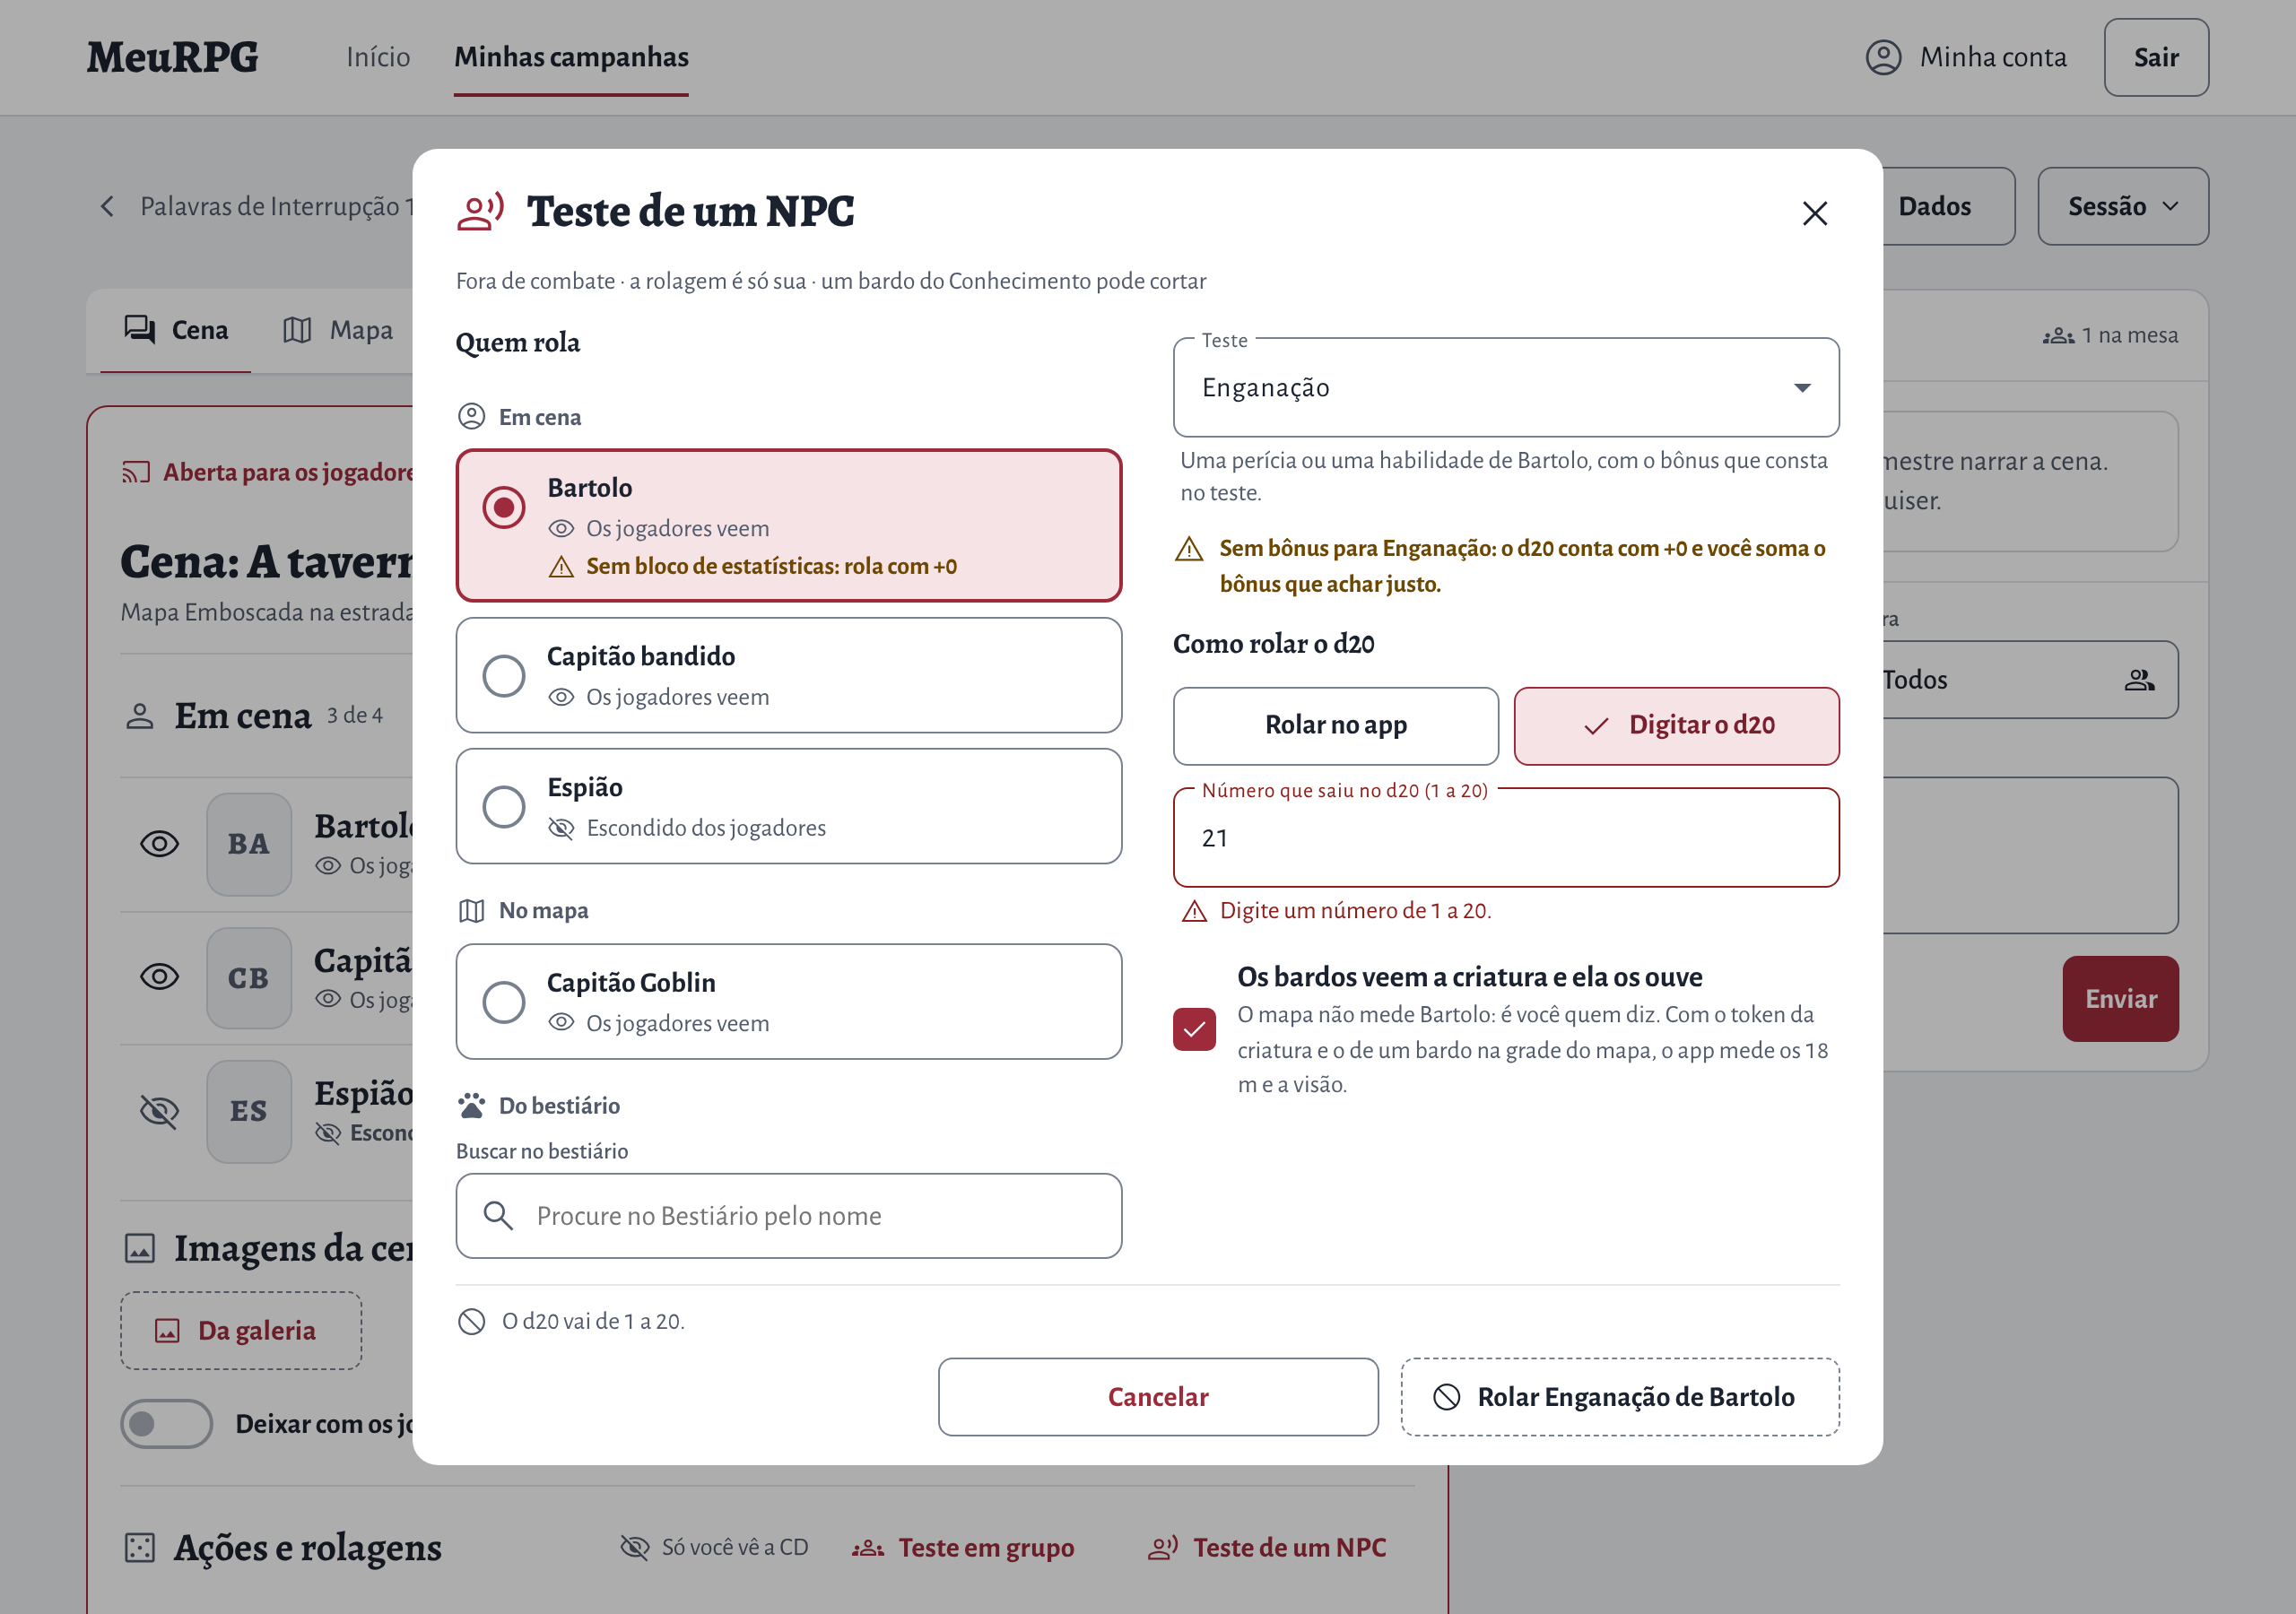 MeuRPG
Início
Minhas campanhas
Minha conta
Sair
Palavras de Interrupção 1
Dados
Sessão
Cena
Mapa
1 na mesa
Aberta para os jogadore
Cena: A tavern
Mapa Emboscada na estrada
Em cena
3 de 4
BA
Bartolo
Os jog
CB
Capitã
Os jog
ES
Espião
Escon
Imagens da cen
Da galeria
Deixar com os jo
Ações e rolagens
Só você vê a CD
Teste em grupo
Teste de um NPC
mestre narrar a cena.
uiser.
ra
Todos
Enviar
Teste de um NPC
Fora de combate · a rolagem é só sua · um bardo do Conhecimento pode cortar
Quem rola
Em cena
Bartolo
Os jogadores veem
Sem bloco de estatísticas: rola com +0
Capitão bandido
Os jogadores veem
Espião
Escondido dos jogadores
No mapa
Capitão Goblin
Os jogadores veem
Do bestiário
Buscar no bestiário
Procure no Bestiário pelo nome
Teste
Enganação
Uma perícia ou uma habilidade de Bartolo, com o bônus que consta
no teste.
Sem bônus para Enganação: o d20 conta com +0 e você soma o
bônus que achar justo.
Como rolar o d20
Rolar no app
Digitar o d20
Número que saiu no d20 (1 a 20)
21
Digite um número de 1 a 20.
Os bardos veem a criatura e ela os ouve
O mapa não mede Bartolo: é você quem diz. Com o token da
criatura e o de um bardo na grade do mapa, o app mede os 18
m e a visão.
O d20 vai de 1 a 20.
Cancelar
Rolar Enganação de Bartolo